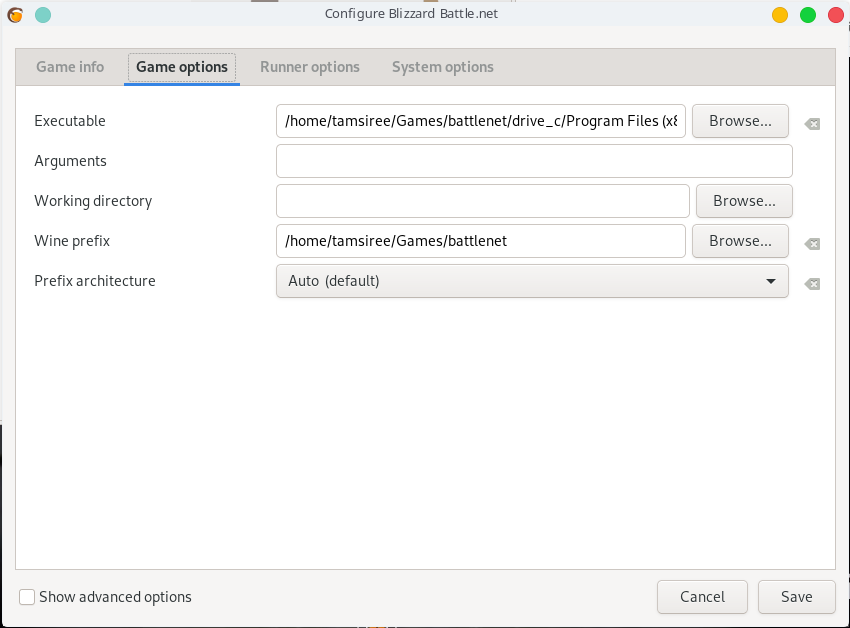 Configure Blizzard Battle.net
Game info Game options Runner options System options
Executable /home/tamsiree/Games/battlenet/drive_c/Program Files (x8 Browse...
Arguments
Working directory Browse...
Wine prefix /home/tamsiree/Games/battlenet Browse...
Prefix architecture Auto (default)
Show advanced options Cancel Save